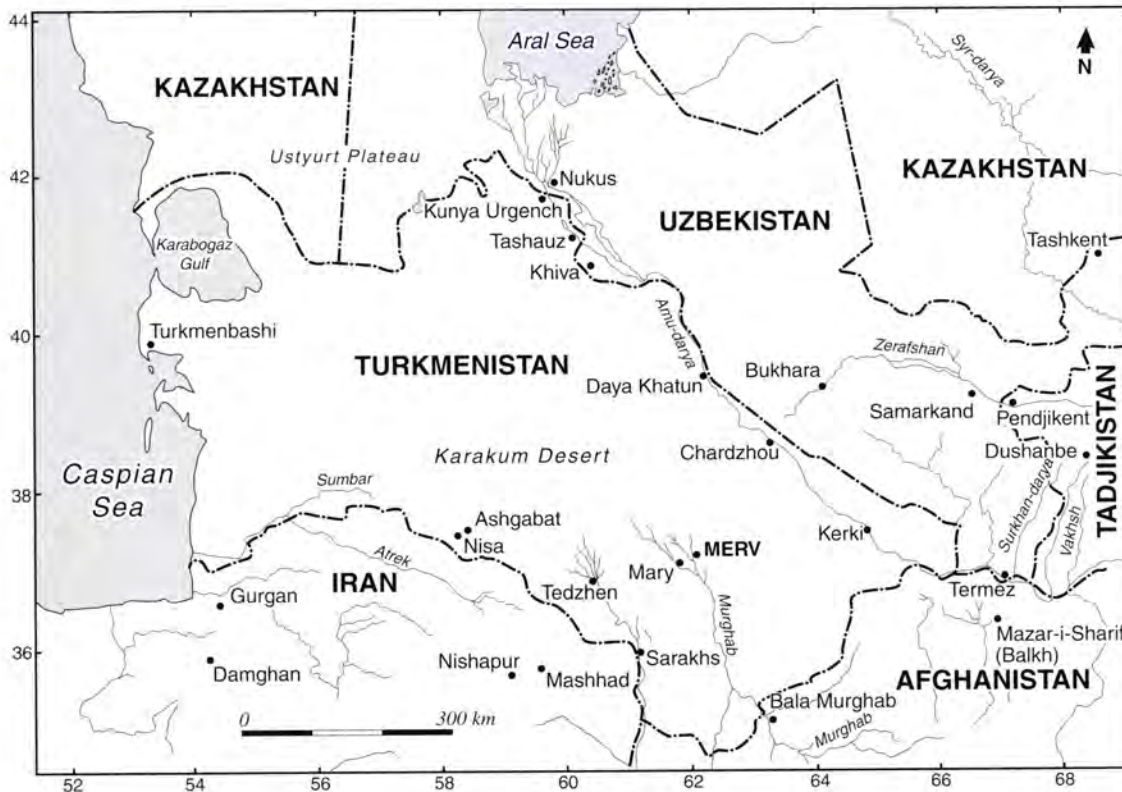 44
Aral Sea
N
Syr-darya
KAZAKHSTAN
Ustyurt Plateau
KAZAKHSTAN
42
Nukus
Kunya Urgench
UZBEKISTAN
Tashauz
Tashkent
Karabogaz
Gulf
Khiva
40
Turkmenbashi
Amu-darya
Zerafshan
TURKMENISTAN
Bukhara
Daya Khatun
Samarkand
Pendjikent
TADJIKISTAN
Chardzhou
Dushanbe
Karakum Desert
Caspian
Sea
38
Sumbar
Surkhan-darya
Vakhsh
Ashgabat
Nisa
Kerki
MERV
Atrek
Mary
IRAN
Tedzhen
Termez
Gurgan
Murghab
Mazar-i-Sharif
(Balkh)
36
Damghan
Nishapur
Mashhad
Sarakhs
AFGHANISTAN
Bala Murghab
0
300 km
Murghab
52
54
56
58
60
62
64
66
67
68